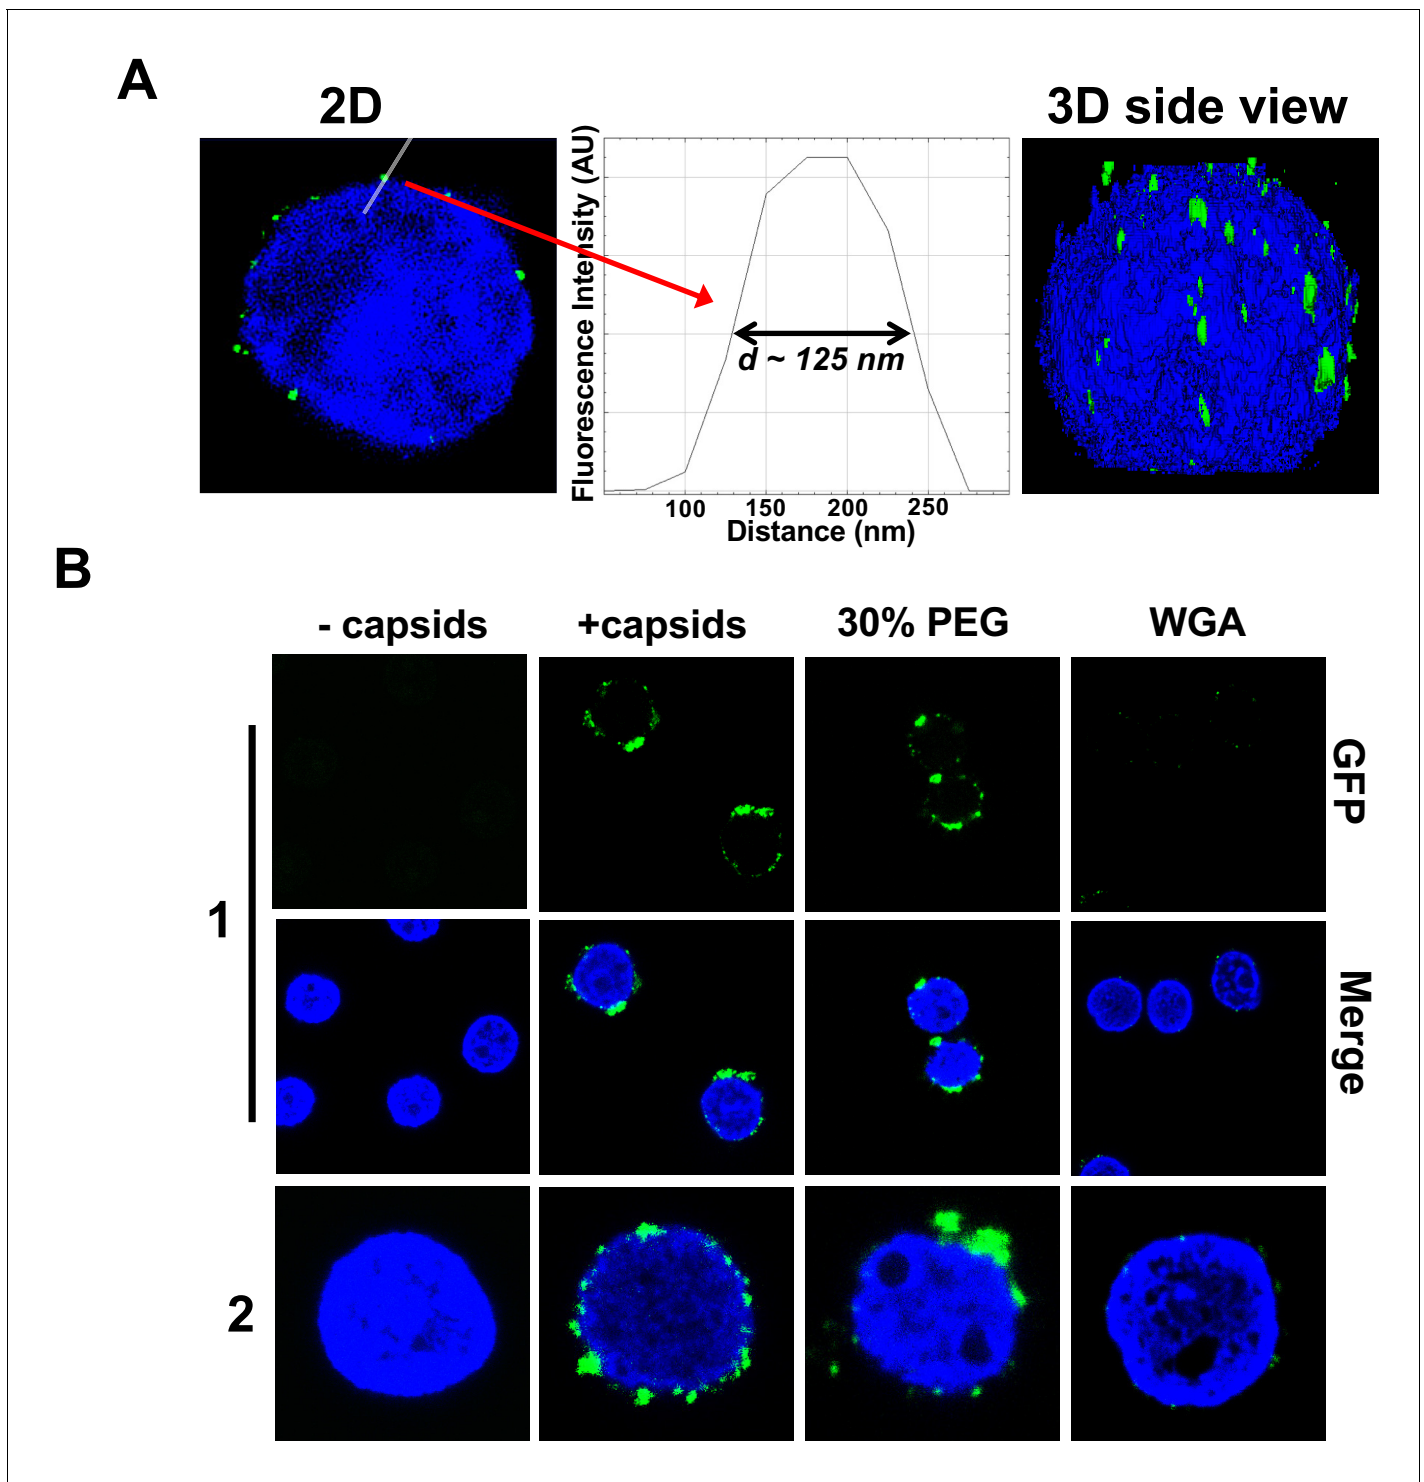 A
2D
3D side view
Fluorescence Intensity (AU)
d ~ 125 nm
100 150 200 250
Distance (nm)
B
- capsids +capsids 30% PEG WGA
GFP
1
Merge
2